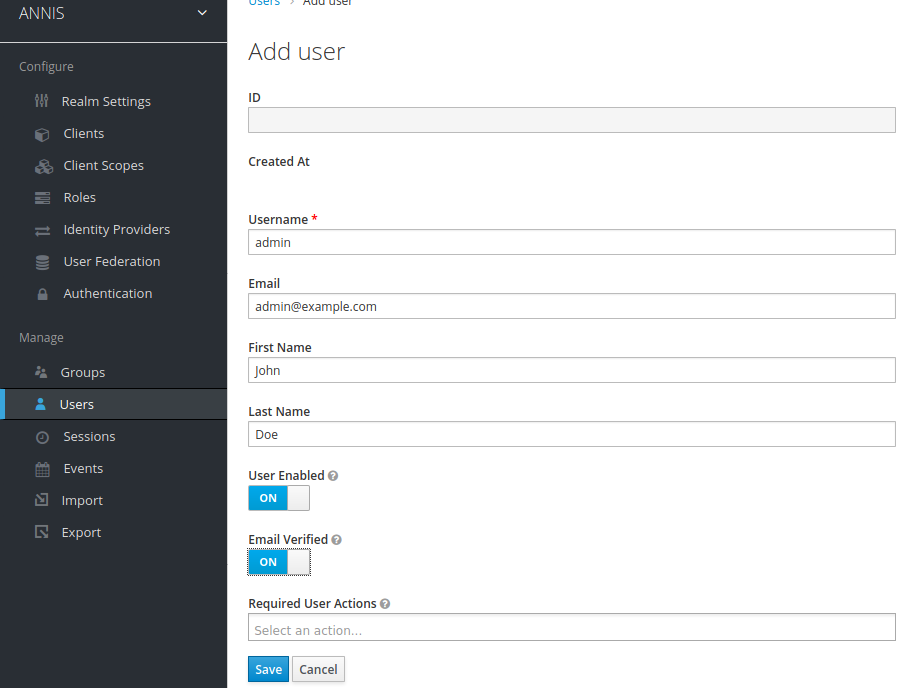 ANNIS
Configure
Realm Settings
Clients
Client Scopes
Roles
Identity Providers
User Federation
Authentication
Manage
Groups
Users
Sessions
Events
Import
Export
Users > Add user
Add user
ID
Created At
Username *
admin
Email
admin@example.com
First Name
John
Last Name
Doe
User Enabled
ON
Email Verified
ON
Required User Actions
Select an action...
Save Cancel